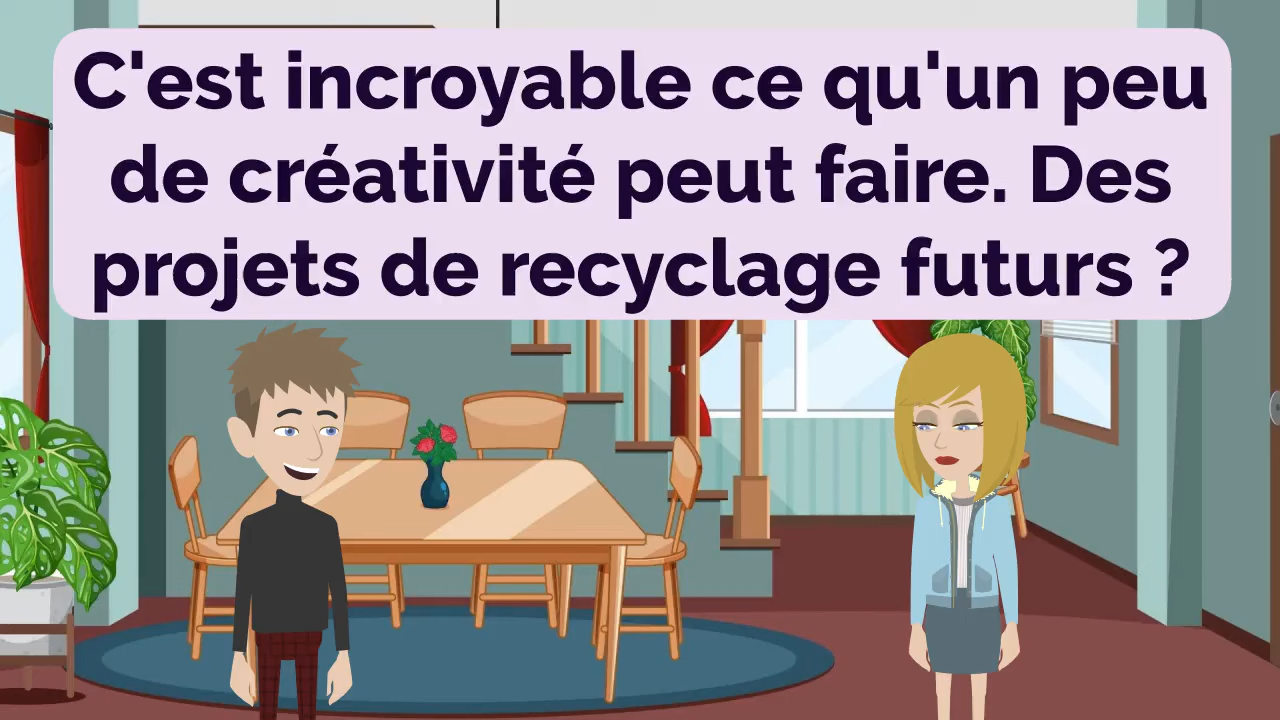 C'est incroyable ce qu'un peu
de créativité peut faire. Des
projets de recyclage futurs ?